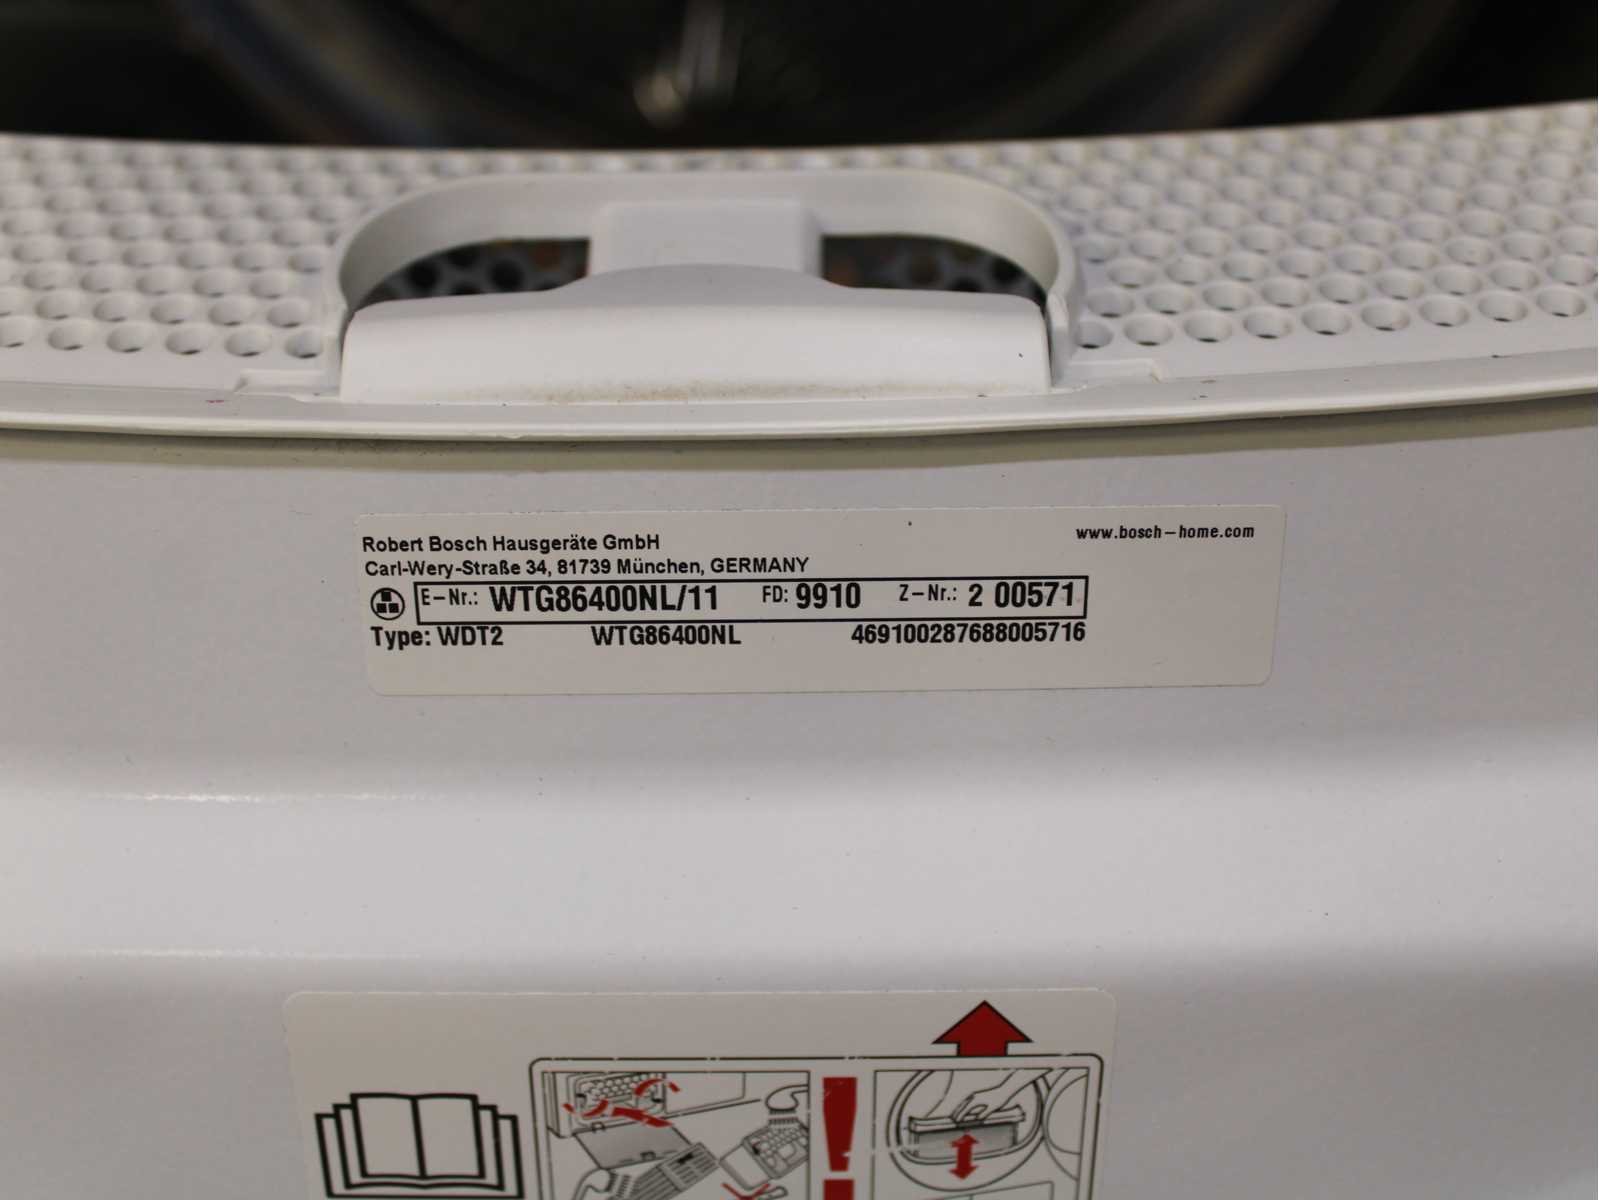 Robert Bosch Hausgeräte GmbH
www.bosch-home.com
Carl-Wery-Straße 34, 81739 München, GERMANY
E-Nr.: WTG86400NL/11 FD: 9910 Z-Nr.: 2 00571
Type: WDT2 WTG86400NL 469100287688005716
!